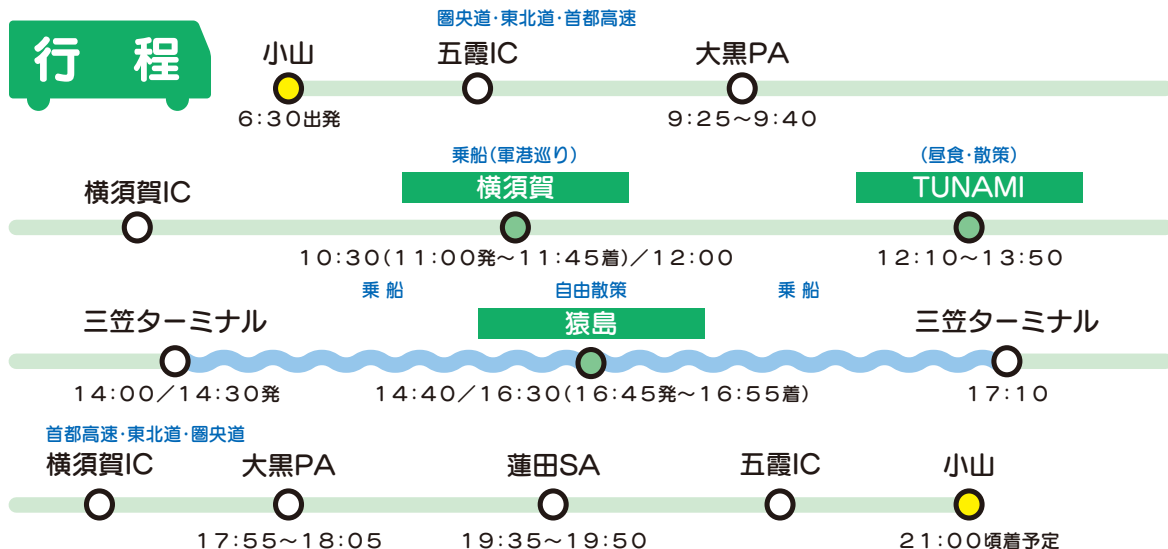 行 程
圏央道・東北道・首都高速
小山 五霞IC 大黒PA
6:30出発 9:25〜9:40
乗船(軍港巡り) (昼食・散策)
横須賀IC 横須賀 TUNAMI
10:30(11:00発〜11:45着)/12:00 12:10〜13:50
乗 船 自由散策 乗 船
三笠ターミナル 猿島 三笠ターミナル
14:00/14:30発 14:40/16:30(16:45発〜16:55着) 17:10
首都高速・東北道・圏央道
横須賀IC 大黒PA 蓮田SA 五霞IC 小山
17:55〜18:05 19:35〜19:50 21:00頃着予定